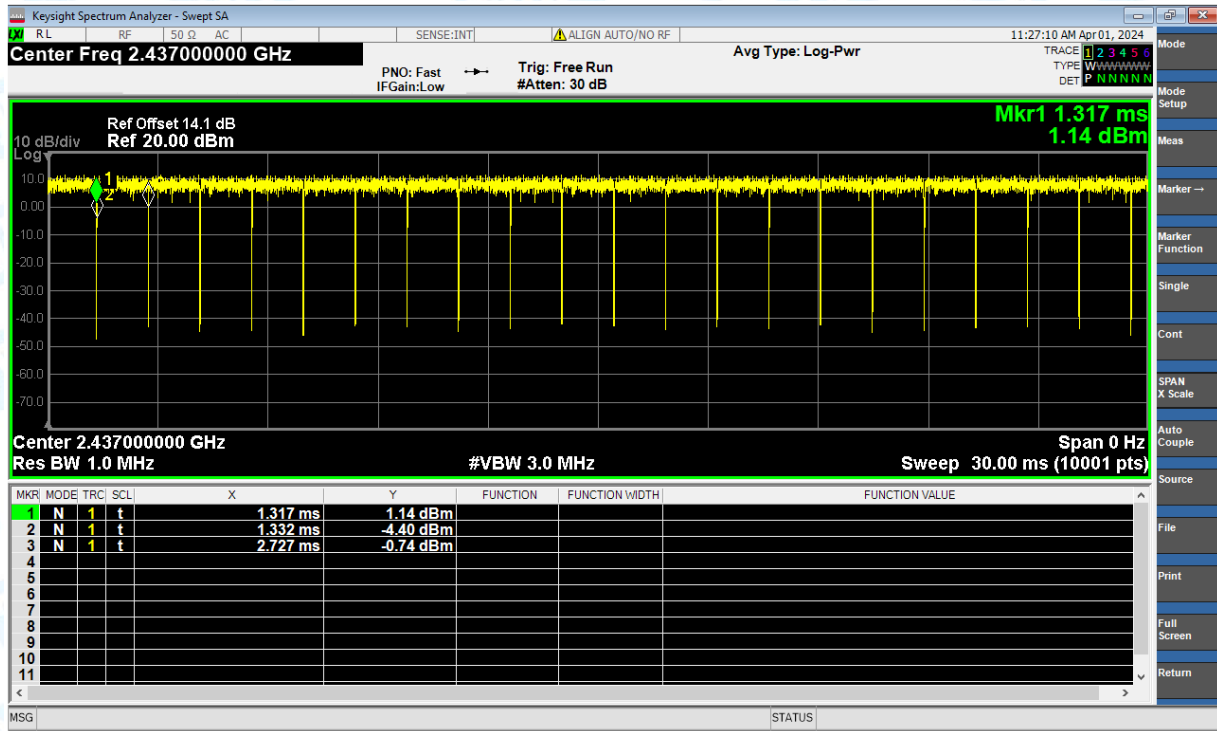 Keysight Spectrum Analyzer - Swept SA
LXI RL RF 50 Ω AC SENSE:INT ALIGN AUTO/NO RF 11:27:10 AM Apr 01, 2024
Center Freq 2.437000000 GHz
Avg Type: Log-Pwr
TRACE 1 2 3 4 5 6
TYPE WWWWWW
DET P N N N N N
PNO: Fast
IFGain:Low
Trig: Free Run
#Atten: 30 dB
Mkr1 1.317 ms
1.14 dBm
Ref Offset 14.1 dB
10 dB/div Ref 20.00 dBm
Log
10.0
0.00
-10.0
-20.0
-30.0
-40.0
-50.0
-60.0
-70.0
1
2
Center 2.437000000 GHz Span 0 Hz
Res BW 1.0 MHz #VBW 3.0 MHz Sweep 30.00 ms (10001 pts)
MKR MODE TRC SCL X Y FUNCTION FUNCTION WIDTH FUNCTION VALUE
1 N 1 t 1.317 ms 1.14 dBm
2 N 1 t 1.332 ms -4.40 dBm
3 N 1 t 2.727 ms -0.74 dBm
4
5
6
7
8
9
10
11
MSG STATUS
Mode
Mode
Setup
Meas
Marker →
Marker
Function
Single
Cont
SPAN
X Scale
Auto
Couple
Source
File
Print
Full
Screen
Return